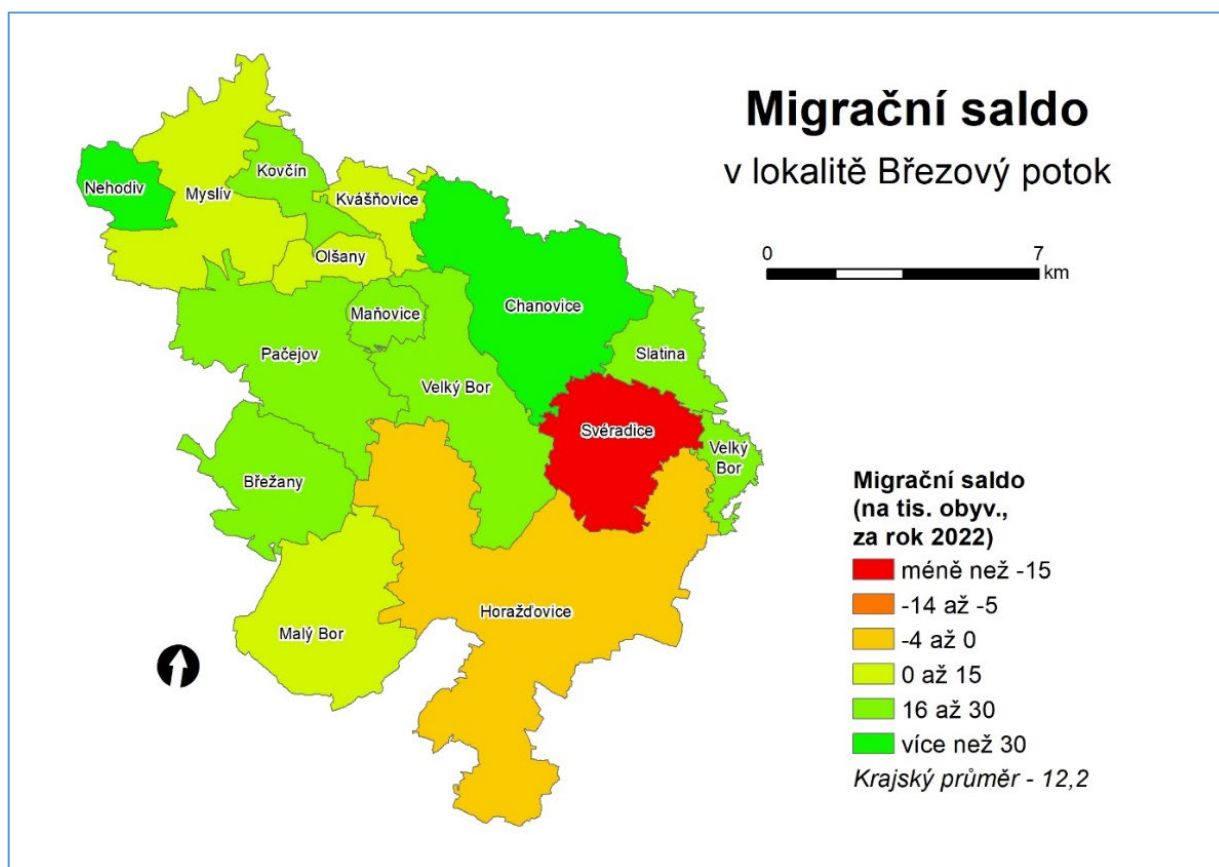 Migrační saldo
v lokalitě Březový potok
0 7
km
Nehodiv
Myslív
Kovčín
Kvášňovice
Olšany
Maňovice
Chanovice
Pačejov
Slatina
Velký Bor
Svéradice
Velký
Bor
Břežany
Horažďovice
Malý Bor
Migrační saldo
(na tis. obyv.,
za rok 2022)
méně než -15
-14 až -5
-4 až 0
0 až 15
16 až 30
více než 30
Krajský průměr - 12,2